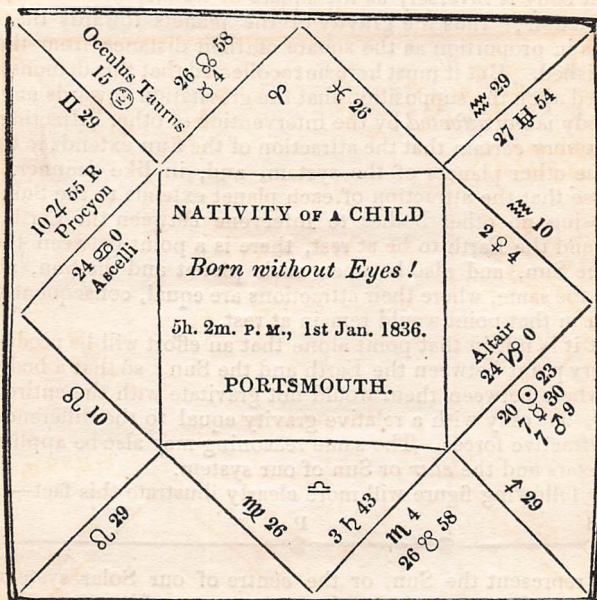 Occulus Taurus
15 ☺
♊ 29
26 ☊ 58
☿ 4
♈
♓ 26
♒ 29
27 ♅ 54
10 ♃ 55 R
Procyon
24 ♋ 0
Ascelli
♒ 10
2 ♀ 4
NATIVITY OF A CHILD
Born without Eyes!
5h. 2m. P. M., 1st Jan. 1836.
PORTSMOUTH.
Altair
24 ♑ 0
20 ☉ 23
7 ☿ 30
7 ♂ 9
♌ 10
♌ 29
♍ 26
♎
3 ♄ 43
♏ 4
26 ☋ 58
♐ 29